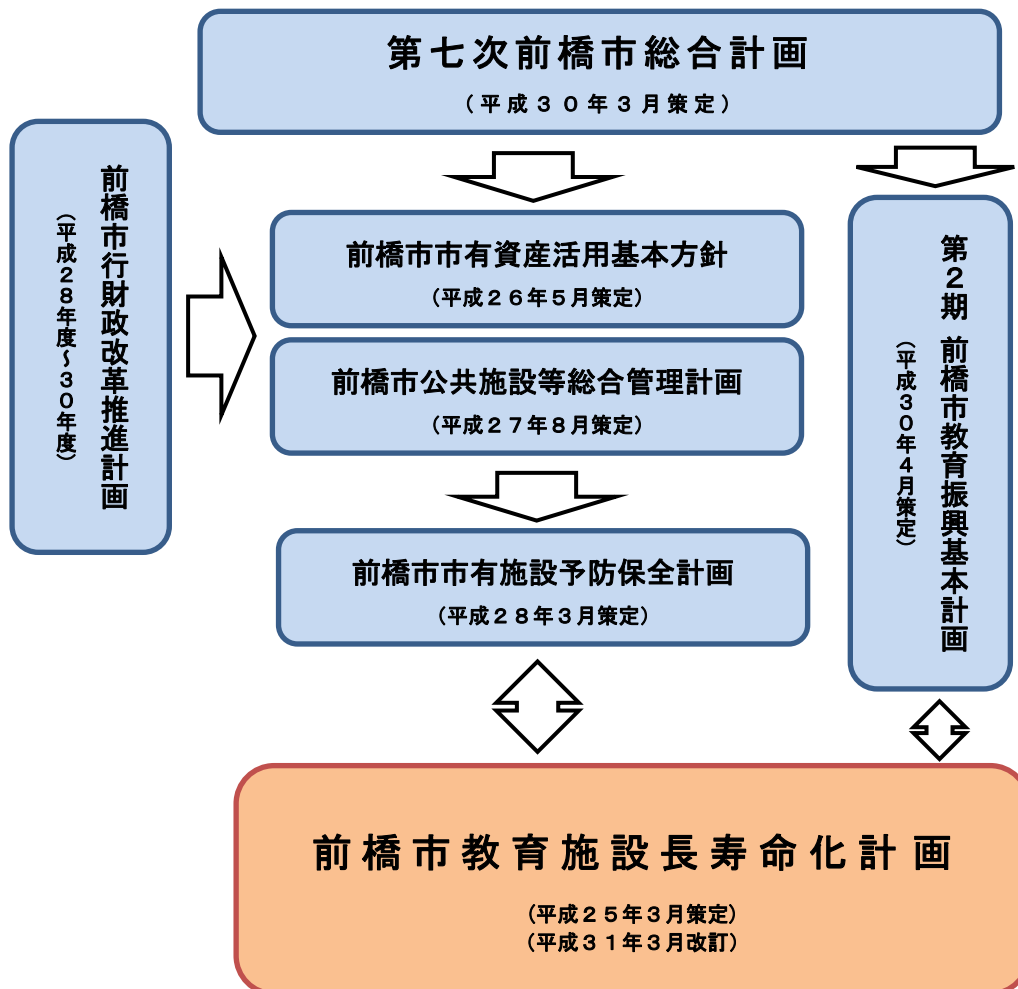 第七次前橋市総合計画
（平成３０年３月策定）
前橋市行財政改革推進計画
（平成２８年度～３０年度）
前橋市市有資産活用基本方針
（平成２６年５月策定）
前橋市公共施設等総合管理計画
（平成２７年８月策定）
前橋市市有施設予防保全計画
（平成２８年３月策定）
第２期 前橋市教育振興基本計画
（平成３０年４月策定）
前橋市教育施設長寿命化計画
（平成２５年３月策定）
（平成３１年３月改訂）